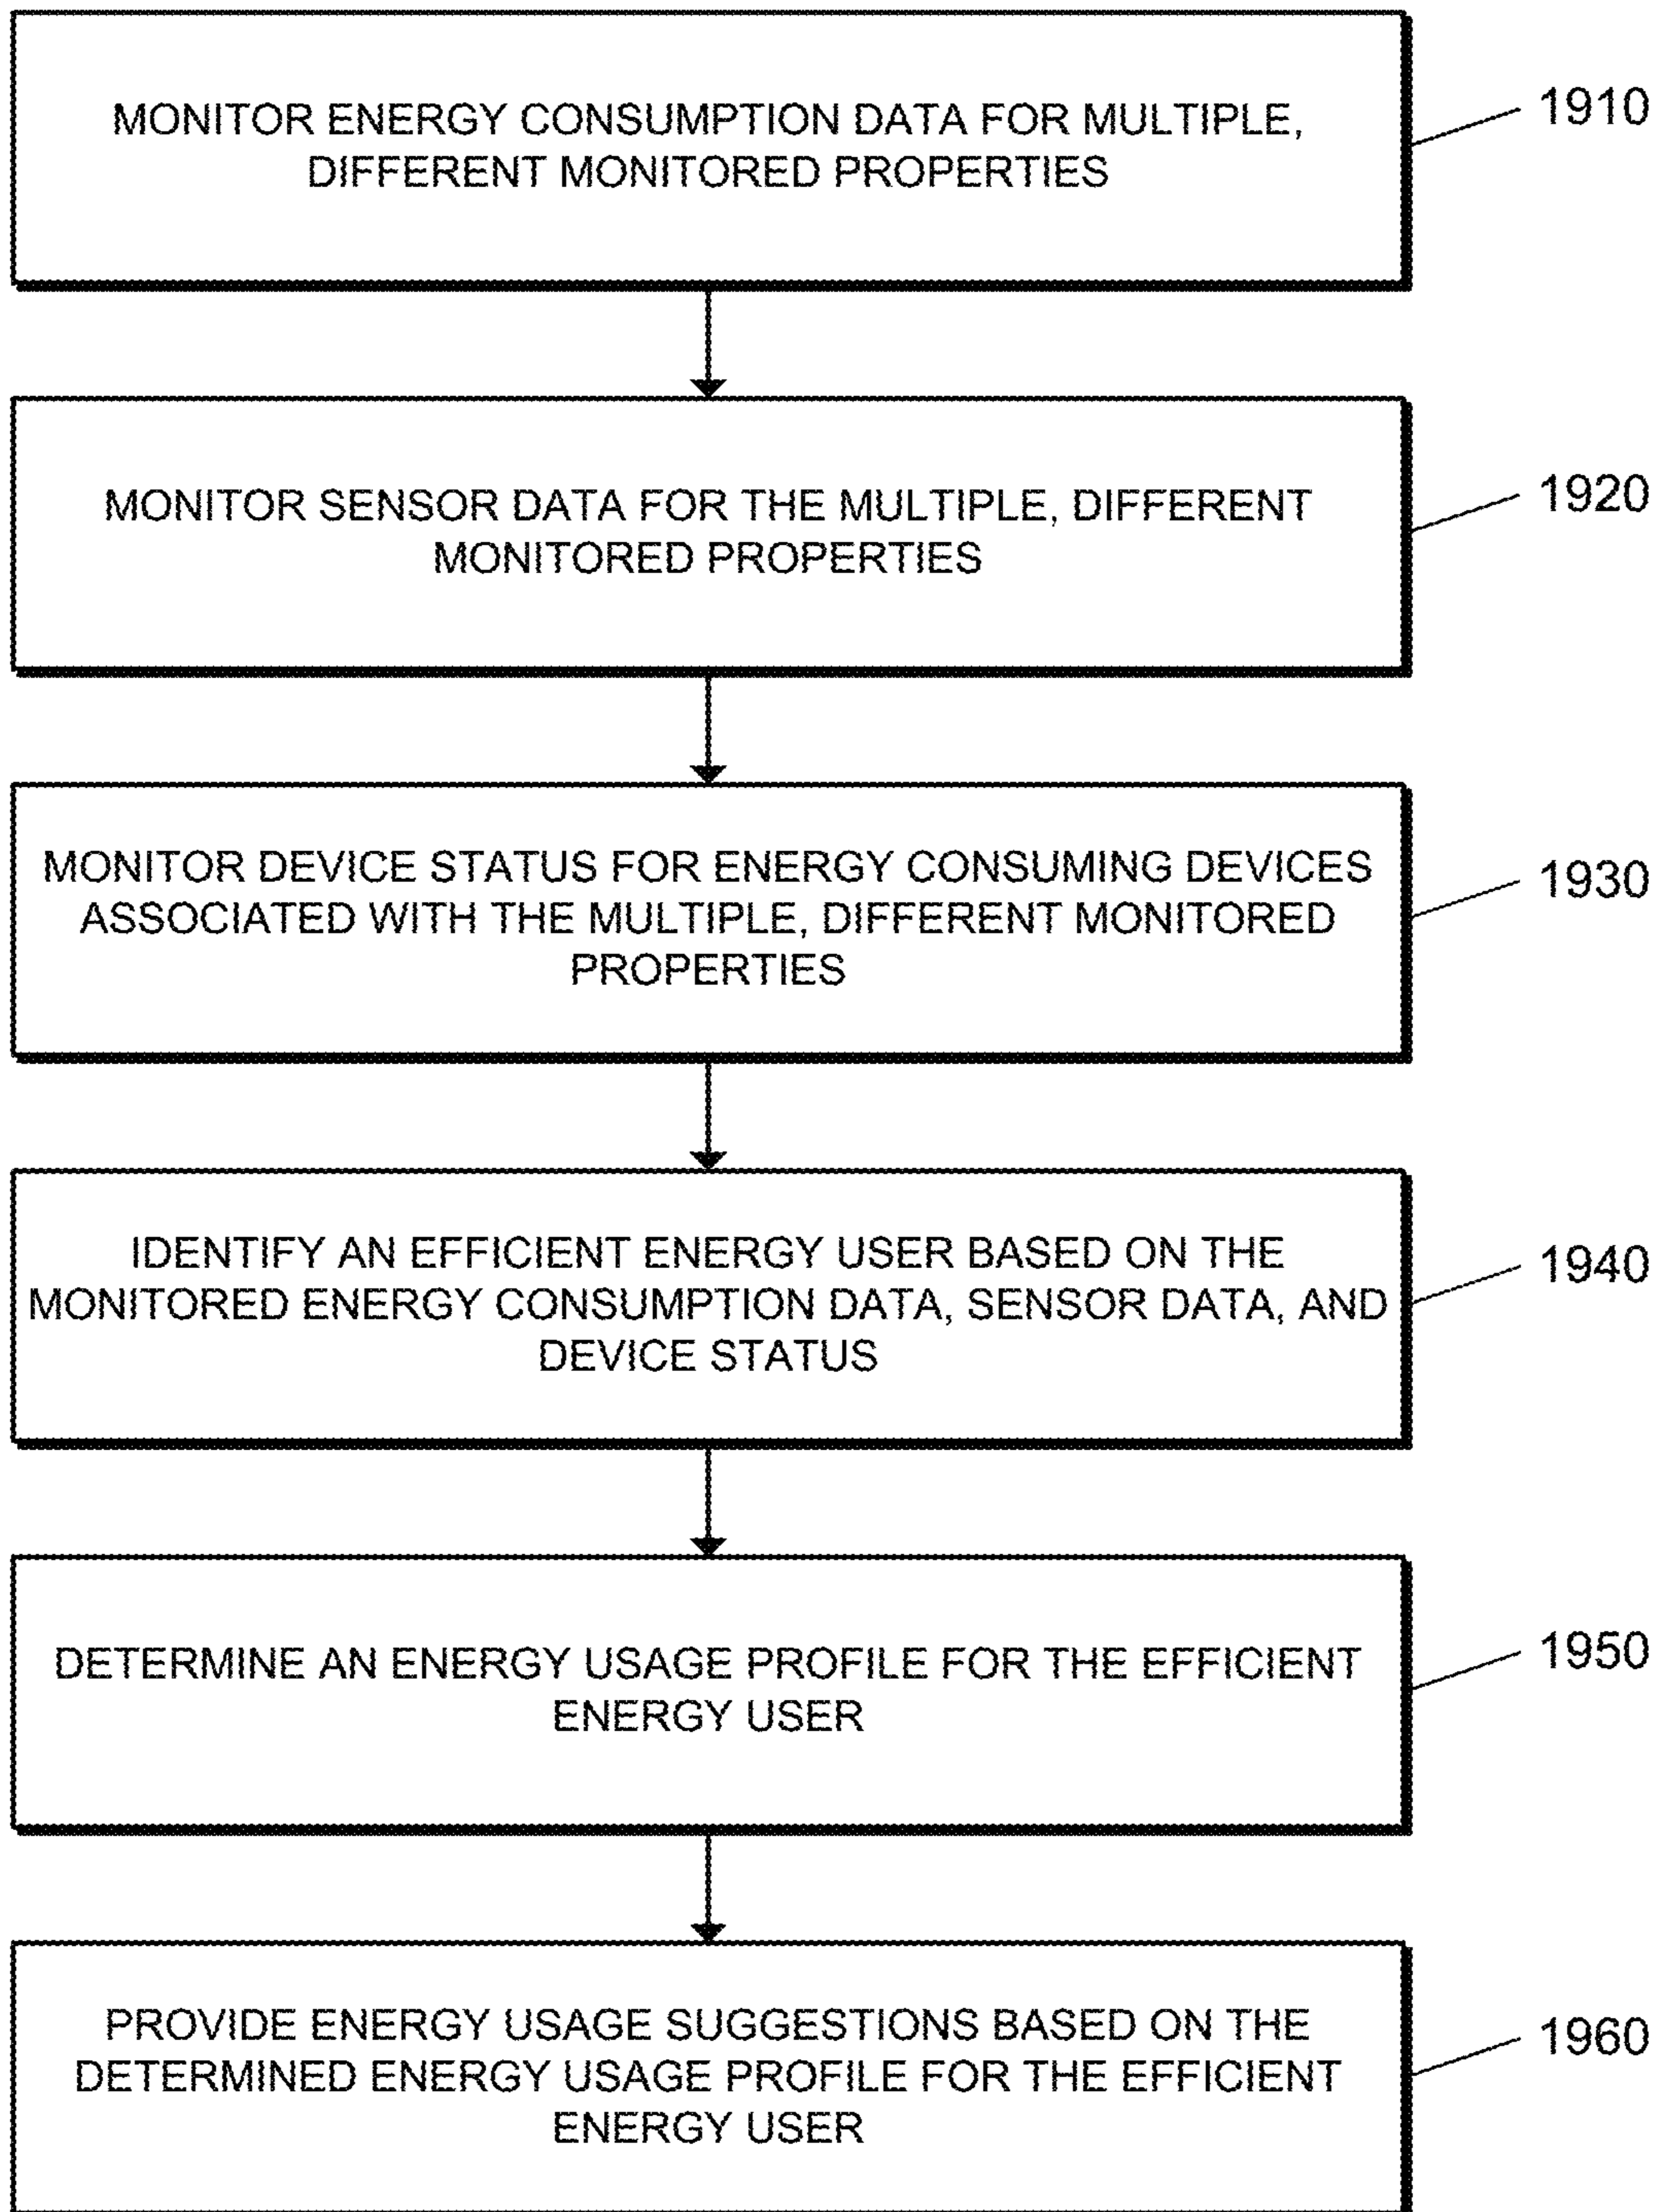 MONITOR ENERGY CONSUMPTION DATA FOR MULTIPLE,
DIFFERENT MONITORED PROPERTIES
1910
MONITOR SENSOR DATA FOR THE MULTIPLE, DIFFERENT
MONITORED PROPERTIES
1920
MONITOR DEVICE STATUS FOR ENERGY CONSUMING DEVICES
ASSOCIATED WITH THE MULTIPLE, DIFFERENT MONITORED
PROPERTIES
1930
IDENTIFY AN EFFICIENT ENERGY USER BASED ON THE
MONITORED ENERGY CONSUMPTION DATA, SENSOR DATA, AND
DEVICE STATUS
1940
DETERMINE AN ENERGY USAGE PROFILE FOR THE EFFICIENT
ENERGY USER
1950
PROVIDE ENERGY USAGE SUGGESTIONS BASED ON THE
DETERMINED ENERGY USAGE PROFILE FOR THE EFFICIENT
ENERGY USER
1960